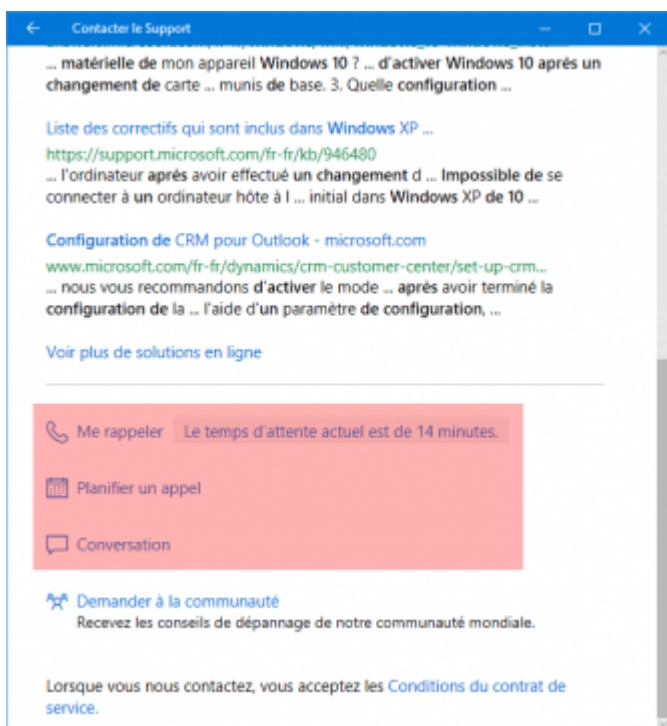 Contacter le Support
... matérielle de mon appareil Windows 10 ? ... d'activer Windows 10 après un
changement de carte ... munis de base. 3. Quelle configuration ...
Liste des correctifs qui sont inclus dans Windows XP ...
https://support.microsoft.com/fr-fr/kb/946480
... l'ordinateur après avoir effectué un changement d ... Impossible de se
connecter à un ordinateur hôte à l ... initial dans Windows XP de 10 ...
Configuration de CRM pour Outlook - microsoft.com
www.microsoft.com/fr-fr/dynamics/crm-customer-center/set-up-crm...
... nous vous recommandons d'activer le mode ... après avoir terminé la
configuration de la ... l'aide d'un paramètre de configuration, ...
Voir plus de solutions en ligne
Me rappeler Le temps d'attente actuel est de 14 minutes.
Planifier un appel
Conversation
Demander à la communauté
Recevez les conseils de dépannage de notre communauté mondiale.
Lorsque vous nous contactez, vous acceptez les Conditions du contrat de
service.